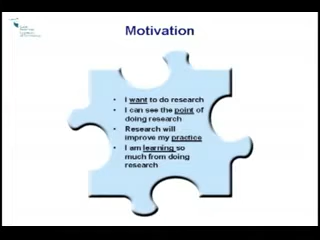 Motivation
• I want to do research
• I can see the point of
doing research
• Research will
improve my practice
• I am learning so
much from doing
research